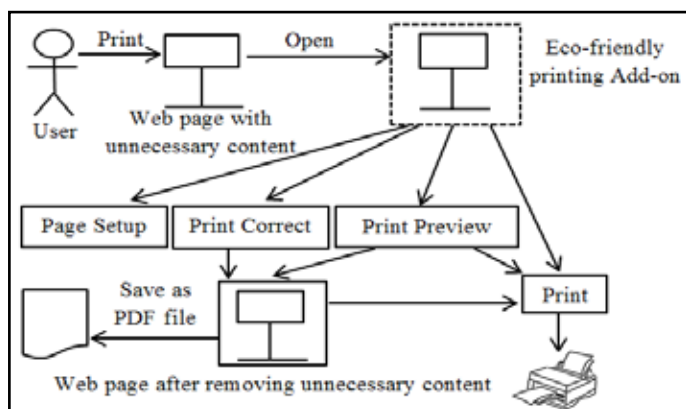 Print
Open
Eco-friendly
printing Add-on
User
Web page with
unnecessary content
Page Setup
Print Correct
Print Preview
Save as
PDF file
Print
Web page after removing unnecessary content